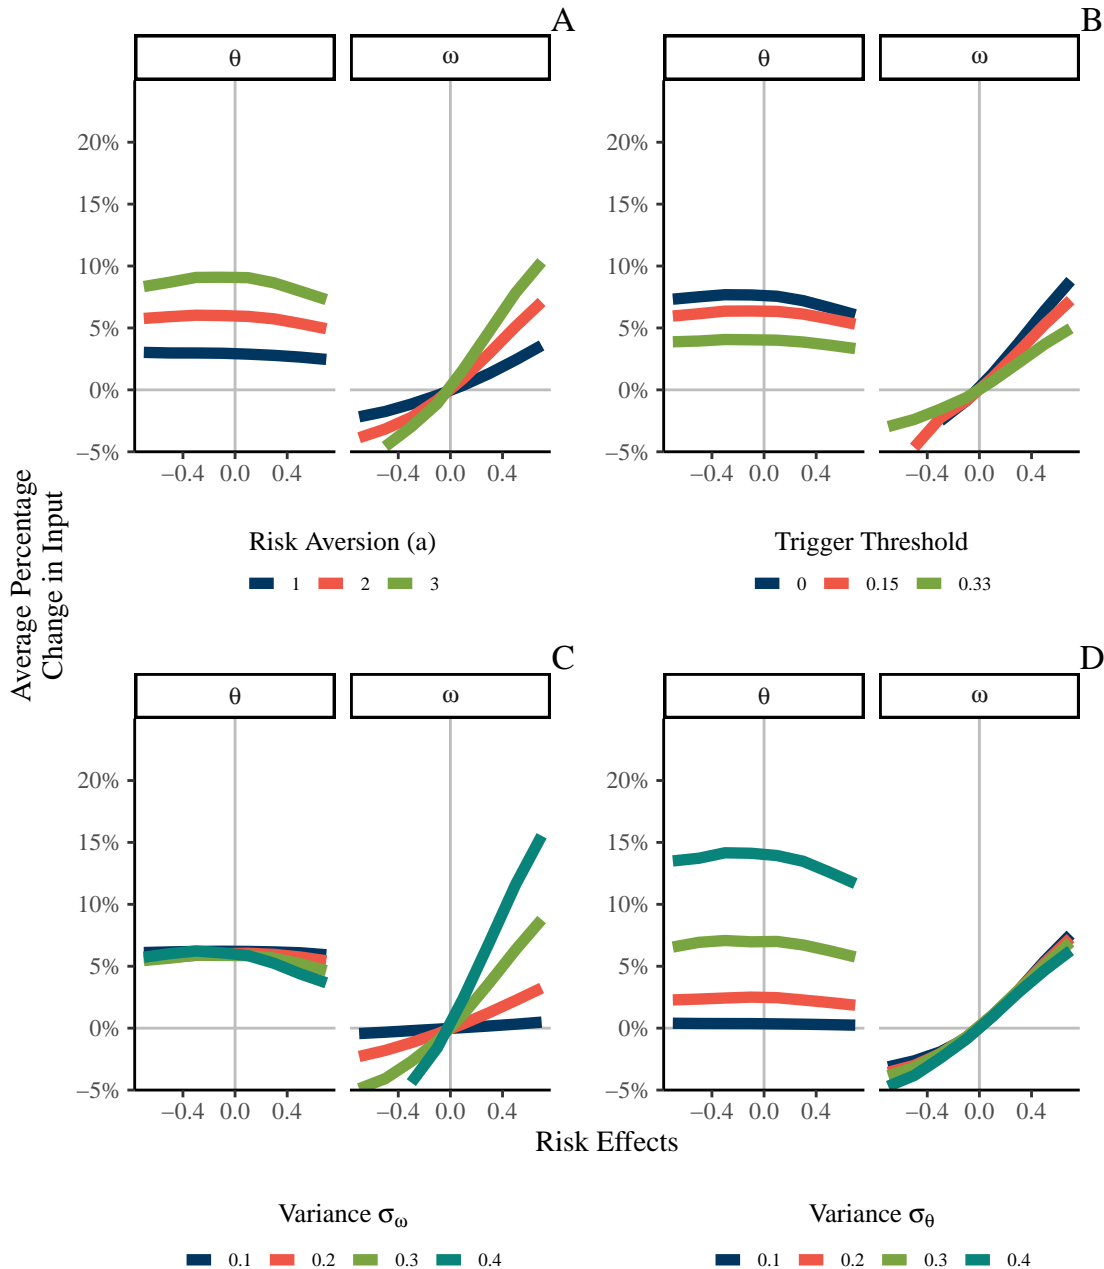 A
B
θ
ω
θ
ω
20%
15%
10%
5%
0%
−5%
20%
15%
10%
5%
0%
−5%
−0.4 0.0 0.4
−0.4 0.0 0.4
−0.4 0.0 0.4
−0.4 0.0 0.4
Risk Aversion (a)
1 2 3
Trigger Threshold
0 0.15 0.33
Average Percentage
Change in Input
C
D
θ
ω
θ
ω
20%
15%
10%
5%
0%
−5%
20%
15%
10%
5%
0%
−5%
−0.4 0.0 0.4
−0.4 0.0 0.4
−0.4 0.0 0.4
−0.4 0.0 0.4
Risk Effects
Variance σω
0.1 0.2 0.3 0.4
Variance σθ
0.1 0.2 0.3 0.4